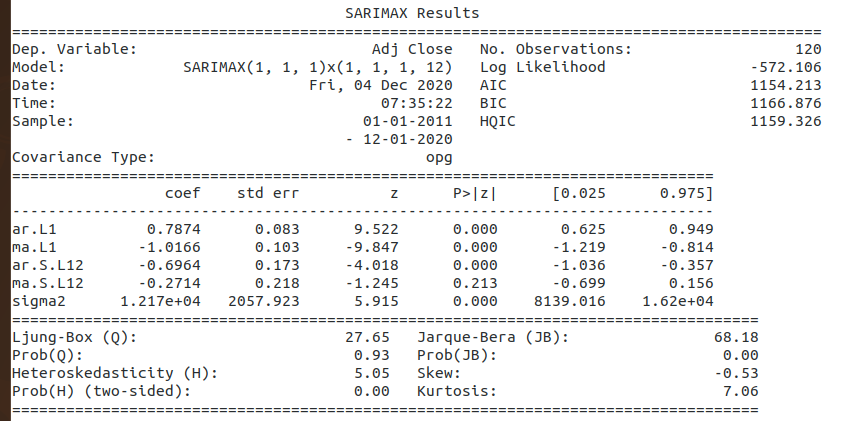 SARIMAX Results
==========================================================================================
Dep. Variable: Adj Close No. Observations: 120
Model: SARIMAX(1, 1, 1)x(1, 1, 1, 12) Log Likelihood -572.106
Date: Fri, 04 Dec 2020 AIC 1154.213
Time: 07:35:22 BIC 1166.876
Sample: 01-01-2011 HQIC 1159.326
- 12-01-2020
Covariance Type: opg
==============================================================================
coef std err z P>|z| [0.025 0.975]
------------------------------------------------------------------------------
ar.L1 0.7874 0.083 9.522 0.000 0.625 0.949
ma.L1 -1.0166 0.103 -9.847 0.000 -1.219 -0.814
ar.S.L12 -0.6964 0.173 -4.018 0.000 -1.036 -0.357
ma.S.L12 -0.2714 0.218 -1.245 0.213 -0.699 0.156
sigma2 1.217e+04 2057.923 5.915 0.000 8139.016 1.62e+04
===================================================================================
Ljung-Box (Q): 27.65 Jarque-Bera (JB): 68.18
Prob(Q): 0.93 Prob(JB): 0.00
Heteroskedasticity (H): 5.05 Skew: -0.53
Prob(H) (two-sided): 0.00 Kurtosis: 7.06
===================================================================================